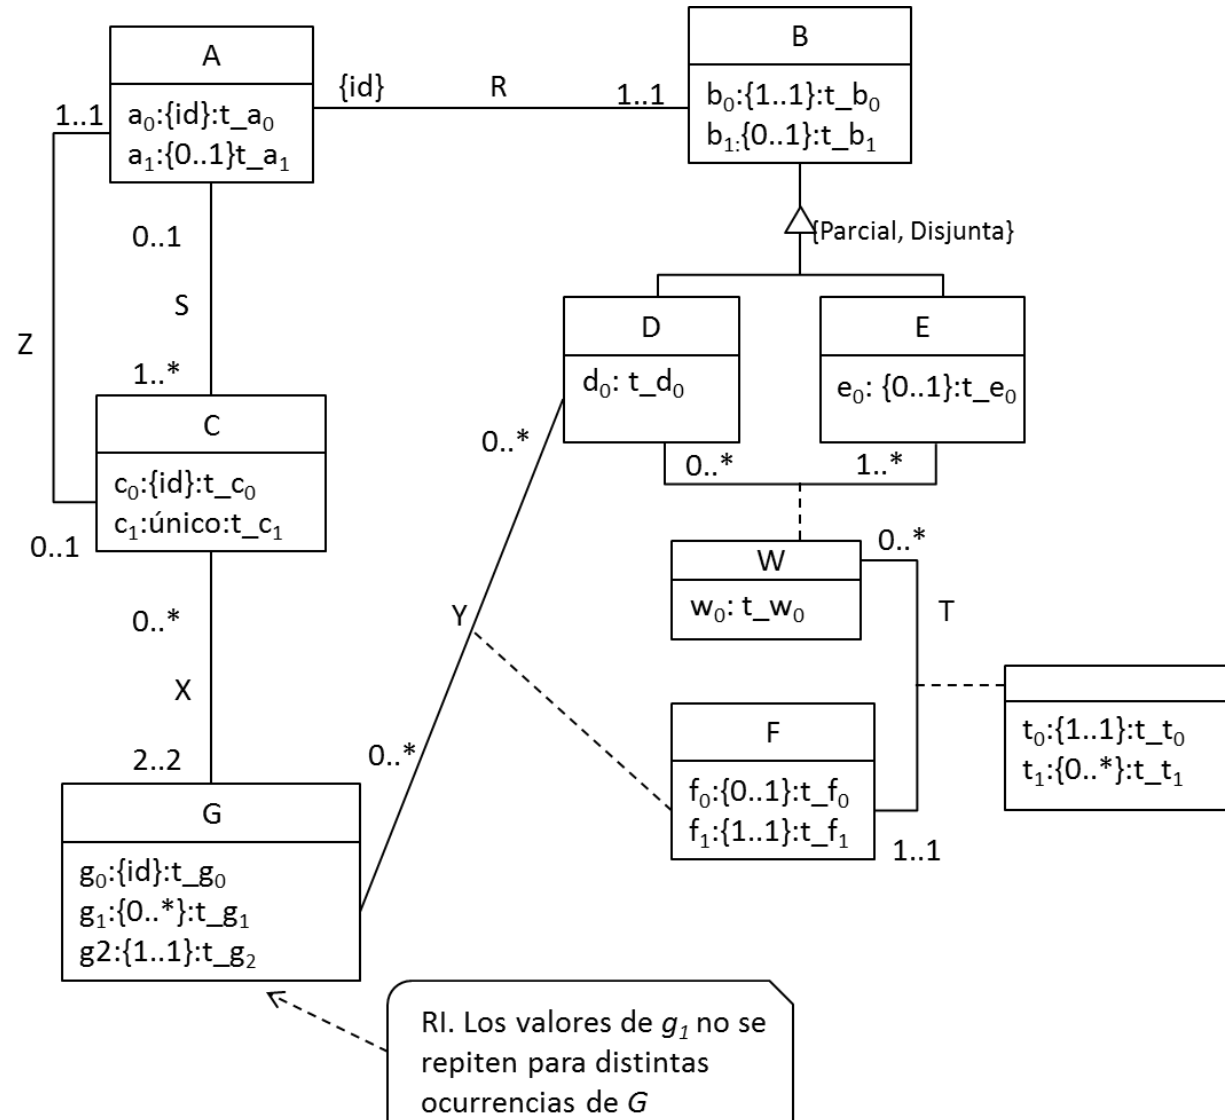 A
a₀:{id}:t_a₀
a₁:{0..1}t_a₁
{id}
R
1..1
B
b₀:{1..1}:t_b₀
b₁:{0..1}:t_b₁
{Parcial, Disjunta}
1..1
0..1
S
1..*
Z
0..1
C
c₀:{id}:t_c₀
c₁:único:t_c₁
D
d₀: t_d₀
E
e₀: {0..1}:t_e₀
0..*
0..*
1..*
W
w₀: t_w₀
0..*
T
t₀:{1..1}:t_t₀
t₁:{0..*}:t_t₁
Y
0..*
X
2..2
0..*
F
f₀:{0..1}:t_f₀
f₁:{1..1}:t_f₁
1..1
G
g₀:{id}:t_g₀
g₁:{0..*}:t_g₁
g2:{1..1}:t_g₂
RI. Los valores de g₁ no se
repiten para distintas
ocurrencias de G